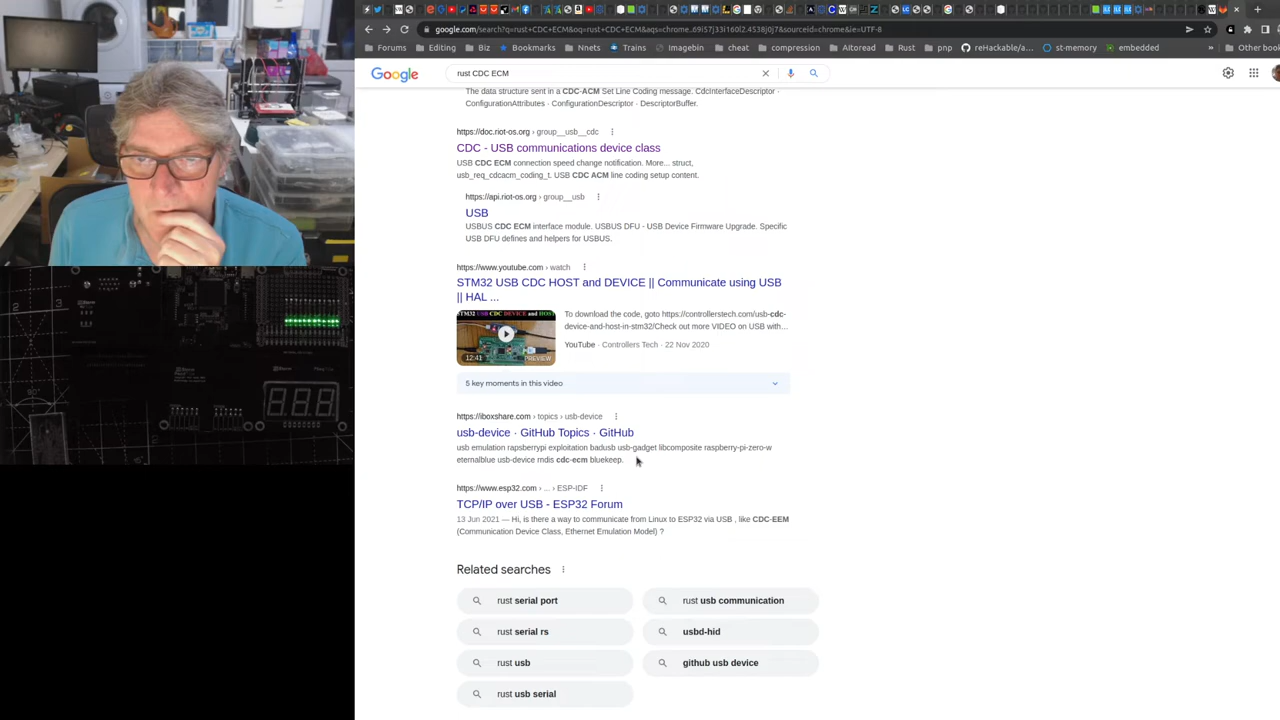 google.com/search?q=rust+CDC+ECM&oq=rust+CDC+ECM&aqs=chrome..69i57j33i160l2.4538j0j7&sourceid=chrome&ie=UTF-8
Forums Editing Biz Bookmarks Nnets Trains Imagebin cheat compression AItoread Rust pnp reHackable/a... st-memory embedded Other book
Google rust CDC ECM
The data structure sent in a CDC-ACM Set Line Coding message. CdcInterfaceDescriptor ·
ConfigurationAttributes · ConfigurationDescriptor · DescriptorBuffer.
https://doc.riot-os.org › group__usb__cdc
CDC - USB communications device class
USB CDC ECM connection speed change notification. More... struct,
usb_req_cdcacm_coding_t. USB CDC ACM line coding setup content.
https://api.riot-os.org › group__usb
USB
USBUS CDC ECM interface module. USBUS DFU - USB Device Firmware Upgrade. Specific
USB DFU defines and helpers for USBUS.
https://www.youtube.com › watch
STM32 USB CDC HOST and DEVICE || Communicate using USB
|| HAL ...
STM32 USB CDC DEVICE and HOST
12:41
PREVIEW
To download the code, goto https://controllerstech.com/usb-cdc-
device-and-host-in-stm32/Check out more VIDEO on USB with...
YouTube · Controllers Tech · 22 Nov 2020
5 key moments in this video
https://iboxshare.com › topics › usb-device
usb-device · GitHub Topics · GitHub
usb emulation rapsberrypi exploitation badusb usb-gadget libcomposite raspberry-pi-zero-w
eternalblue usb-device rndis cdc-ecm bluekeep.
https://www.esp32.com › ... › ESP-IDF
TCP/IP over USB - ESP32 Forum
13 Jun 2021 — Hi, is there a way to communicate from Linux to ESP32 via USB , like CDC-EEM
(Communication Device Class, Ethernet Emulation Model) ?
Related searches
rust serial port rust usb communication
rust serial rs usbd-hid
rust usb github usb device
rust usb serial